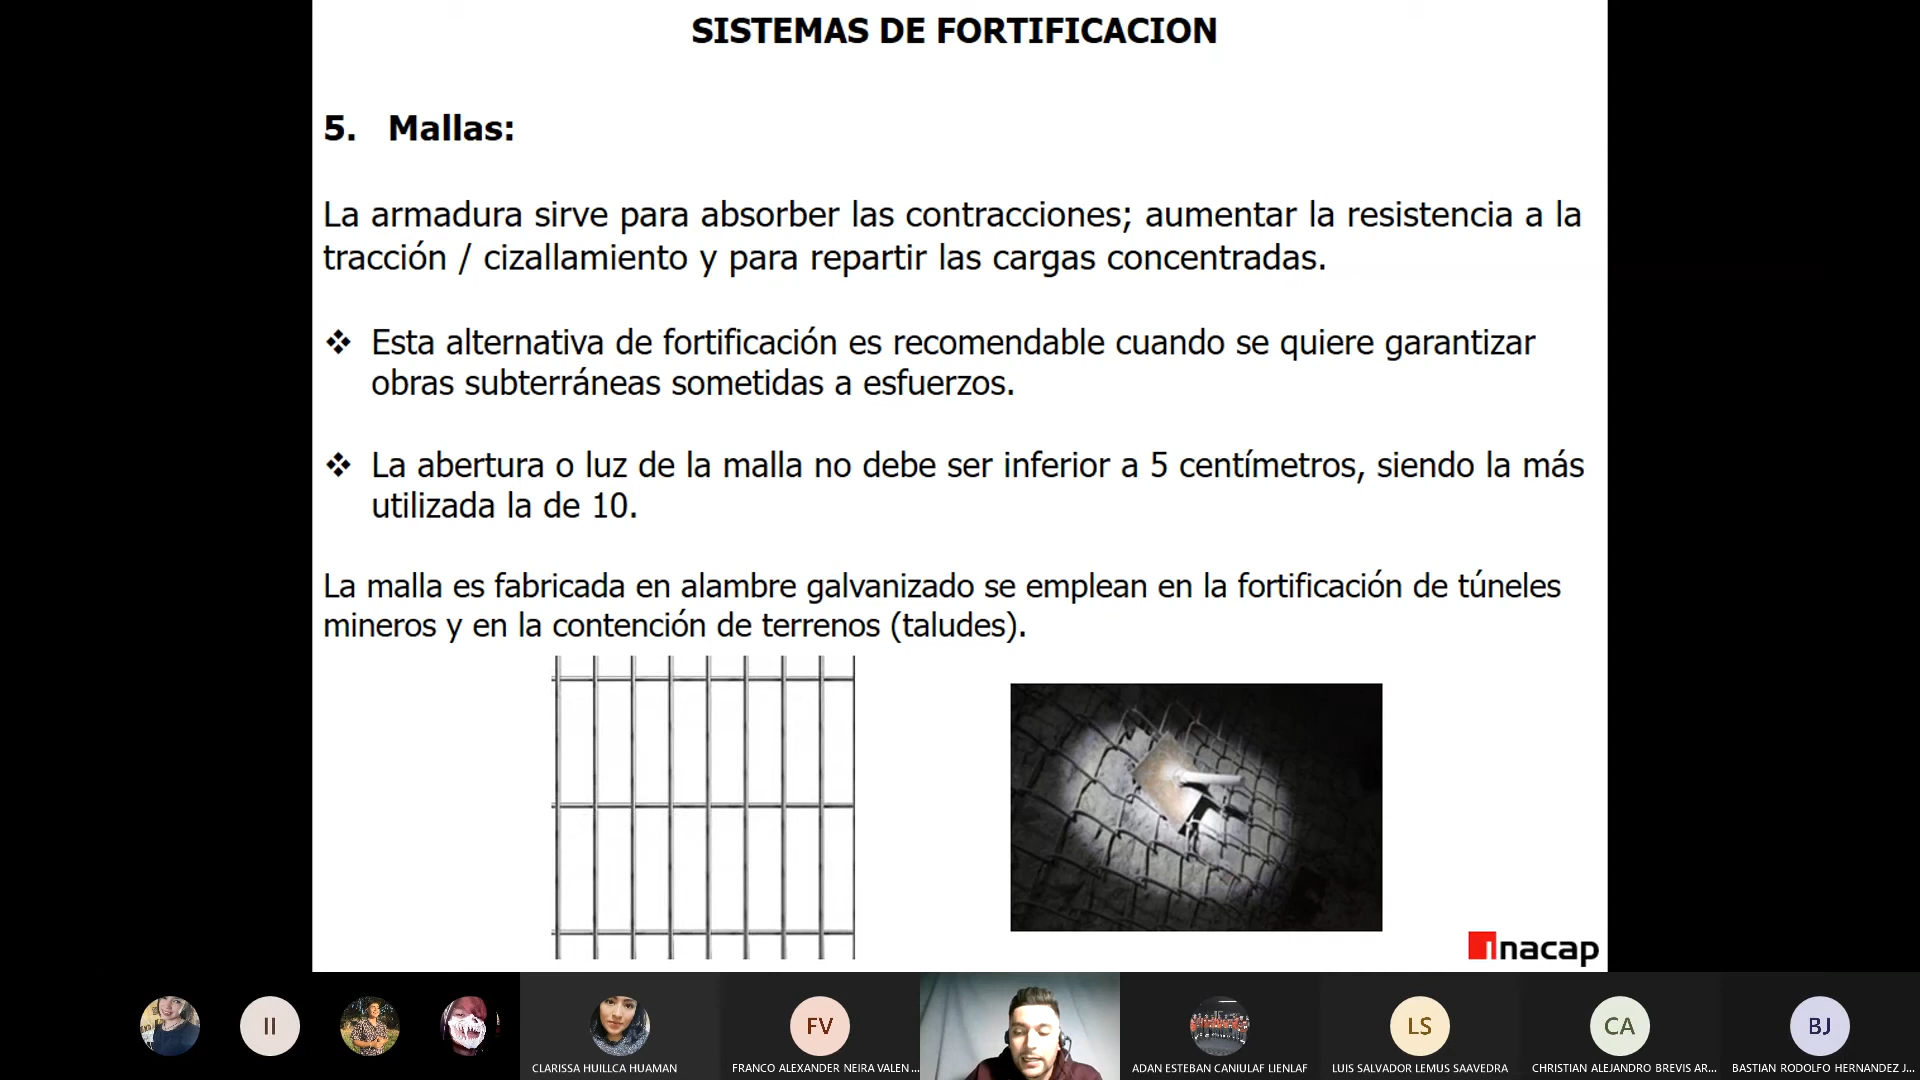 SISTEMAS DE FORTIFICACION
5. Mallas:
La armadura sirve para absorber las contracciones; aumentar la resistencia a la
tracción / cizallamiento y para repartir las cargas concentradas.
❖ Esta alternativa de fortificación es recomendable cuando se quiere garantizar
obras subterráneas sometidas a esfuerzos.
❖ La abertura o luz de la malla no debe ser inferior a 5 centímetros, siendo la más
utilizada la de 10.
La malla es fabricada en alambre galvanizado se emplean en la fortificación de túneles
mineros y en la contención de terrenos (taludes).
inacap
II
FV
LS
CA
BJ
CLARISSA HUILLCA HUAMAN
FRANCO ALEXANDER NEIRA VALEN...
ADAN ESTEBAN CANIULAF LIENLAF
LUIS SALVADOR LEMUS SAAVEDRA
CHRISTIAN ALEJANDRO BREVIS AR...
BASTIAN RODOLFO HERNANDEZ J...